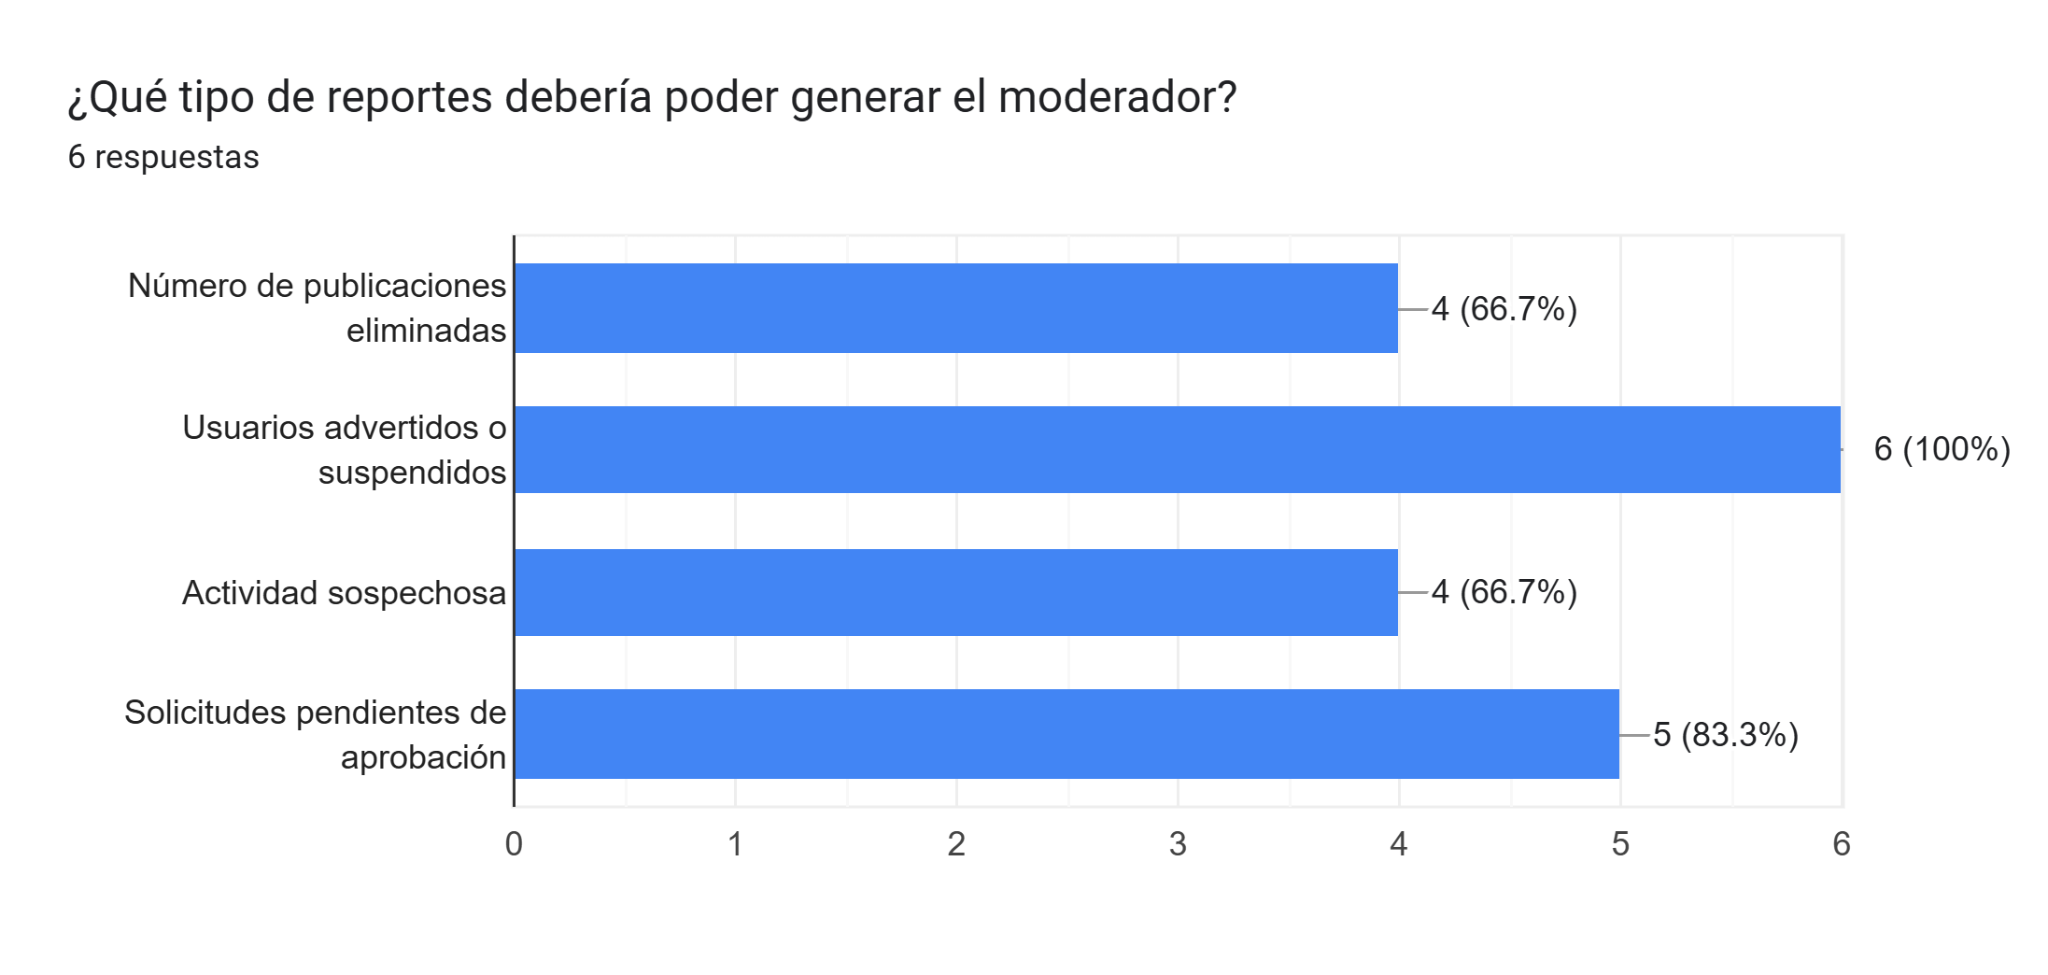 ¿Qué tipo de reportes debería poder generar el moderador?
6 respuestas
Número de publicaciones
eliminadas
4 (66.7%)
Usuarios advertidos o
suspendidos
6 (100%)
Actividad sospechosa
4 (66.7%)
Solicitudes pendientes de
aprobación
5 (83.3%)
0 1 2 3 4 5 6